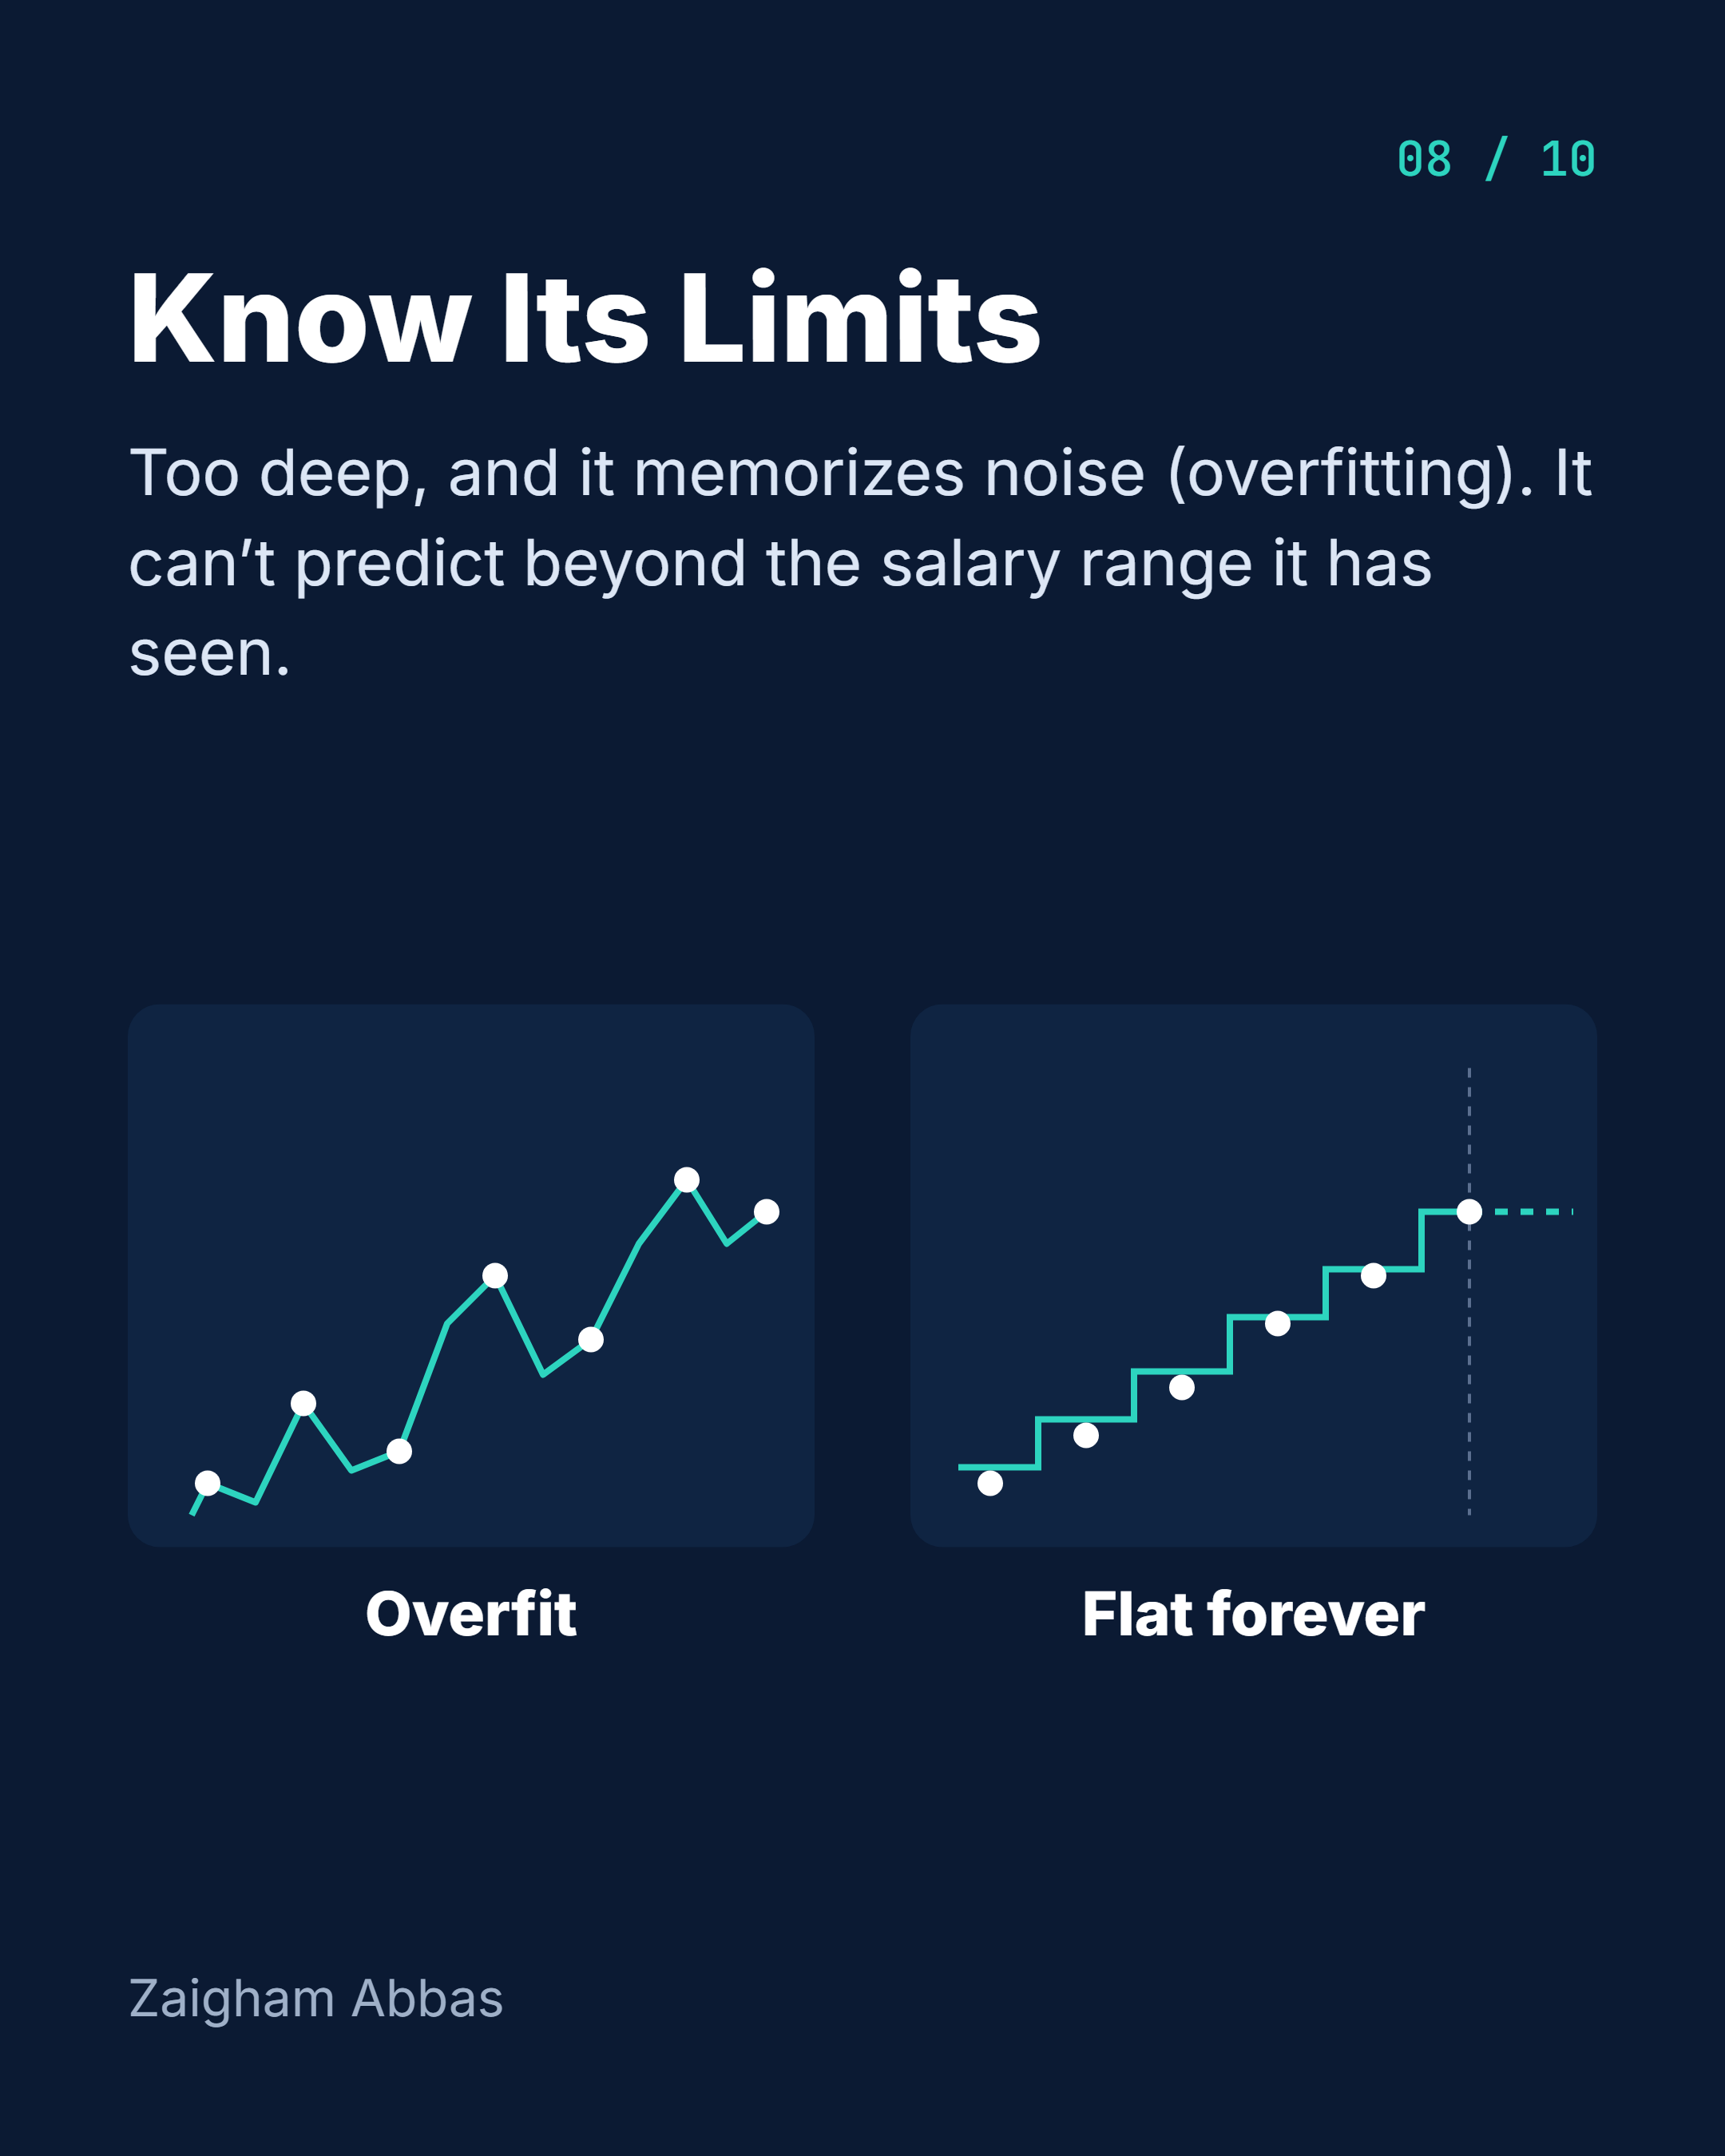 08 / 10
Know Its Limits
Too deep, and it memorizes noise (overfitting). It
can’t predict beyond the salary range it has
seen.
Overfit
Flat forever
Zaigham Abbas